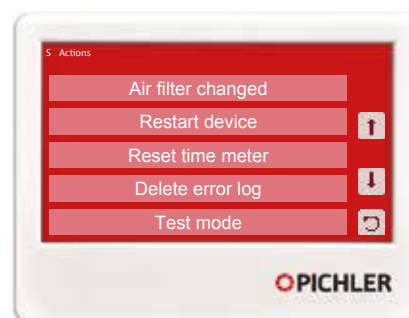 S Actions
Air filter changed
Restart device
Reset time meter
Delete error log
Test mode
PICHLER